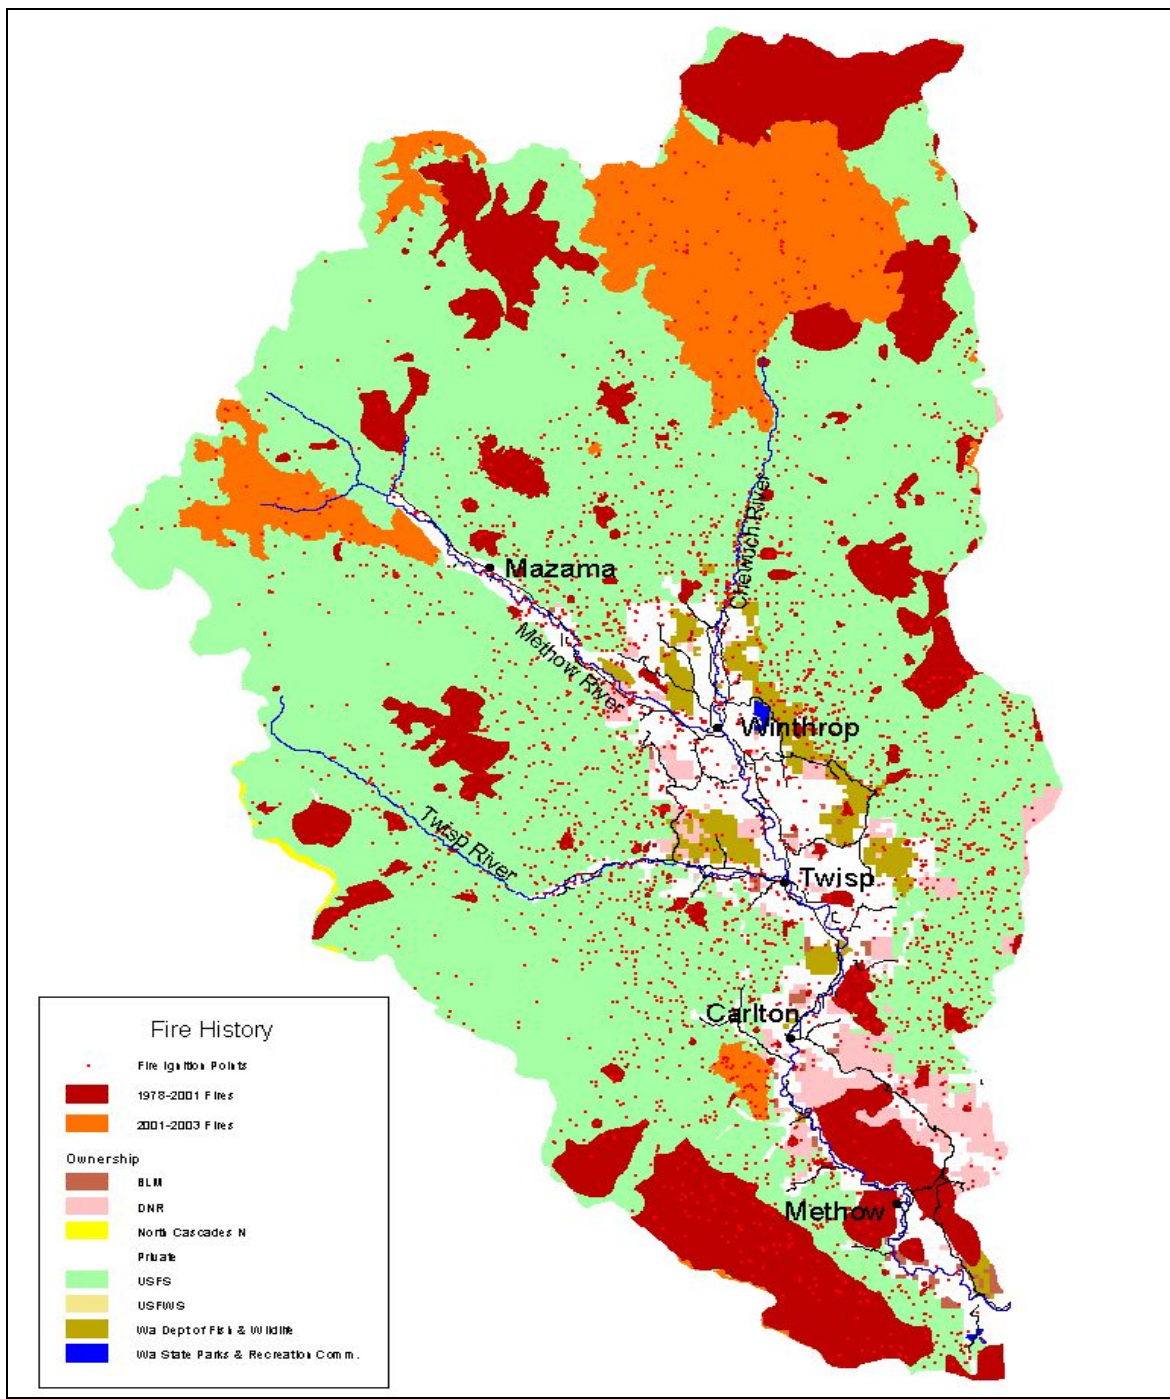 Mazama
Chewuch River
Methow River
Winthrop
Twisp River
Twisp
Carlton
Methow
Fire History
Fire Ignition Points
1978-2001 Fires
2001-2003 Fires
Ownership
BLM
DNR
North Cascades N
Private
USFS
USFWS
Wa Dept of Fish & Wildlife
Wa State Parks & Recreation Comm.